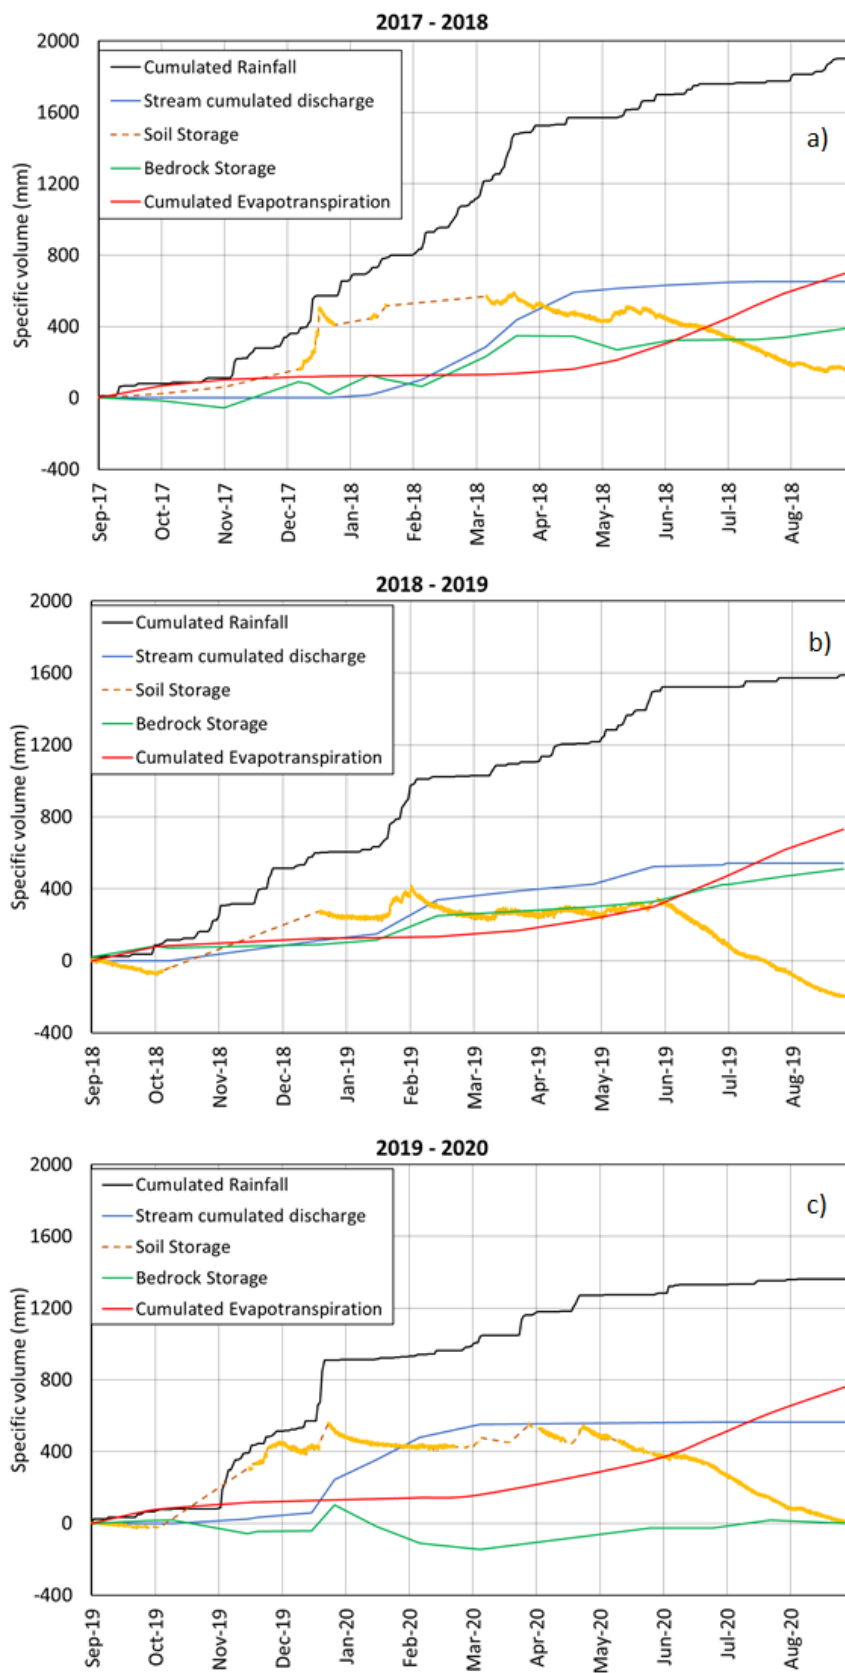 2017 - 2018
2000
1600
1200
800
400
0
-400
Specific volume (mm)
Cumulated Rainfall
Stream cumulated discharge
Soil Storage
Bedrock Storage
Cumulated Evapotranspiration
a)
Sep-17
Oct-17
Nov-17
Dec-17
Jan-18
Feb-18
Mar-18
Apr-18
May-18
Jun-18
Jul-18
Aug-18
2018 - 2019
2000
1600
1200
800
400
0
-400
Specific volume (mm)
Cumulated Rainfall
Stream cumulated discharge
Soil Storage
Bedrock Storage
Cumulated Evapotranspiration
b)
Sep-18
Oct-18
Nov-18
Dec-18
Jan-19
Feb-19
Mar-19
Apr-19
May-19
Jun-19
Jul-19
Aug-19
2019 - 2020
2000
1600
1200
800
400
0
-400
Specific volume (mm)
Cumulated Rainfall
Stream cumulated discharge
Soil Storage
Bedrock Storage
Cumulated Evapotranspiration
c)
Sep-19
Oct-19
Nov-19
Dec-19
Jan-20
Feb-20
Mar-20
Apr-20
May-20
Jun-20
Jul-20
Aug-20